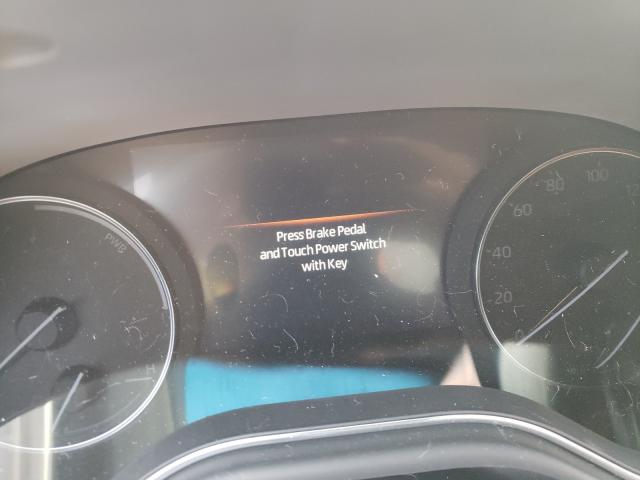 Press Brake Pedal
and Touch Power Switch
with Key
PWR
H
0
20
40
60
80
100